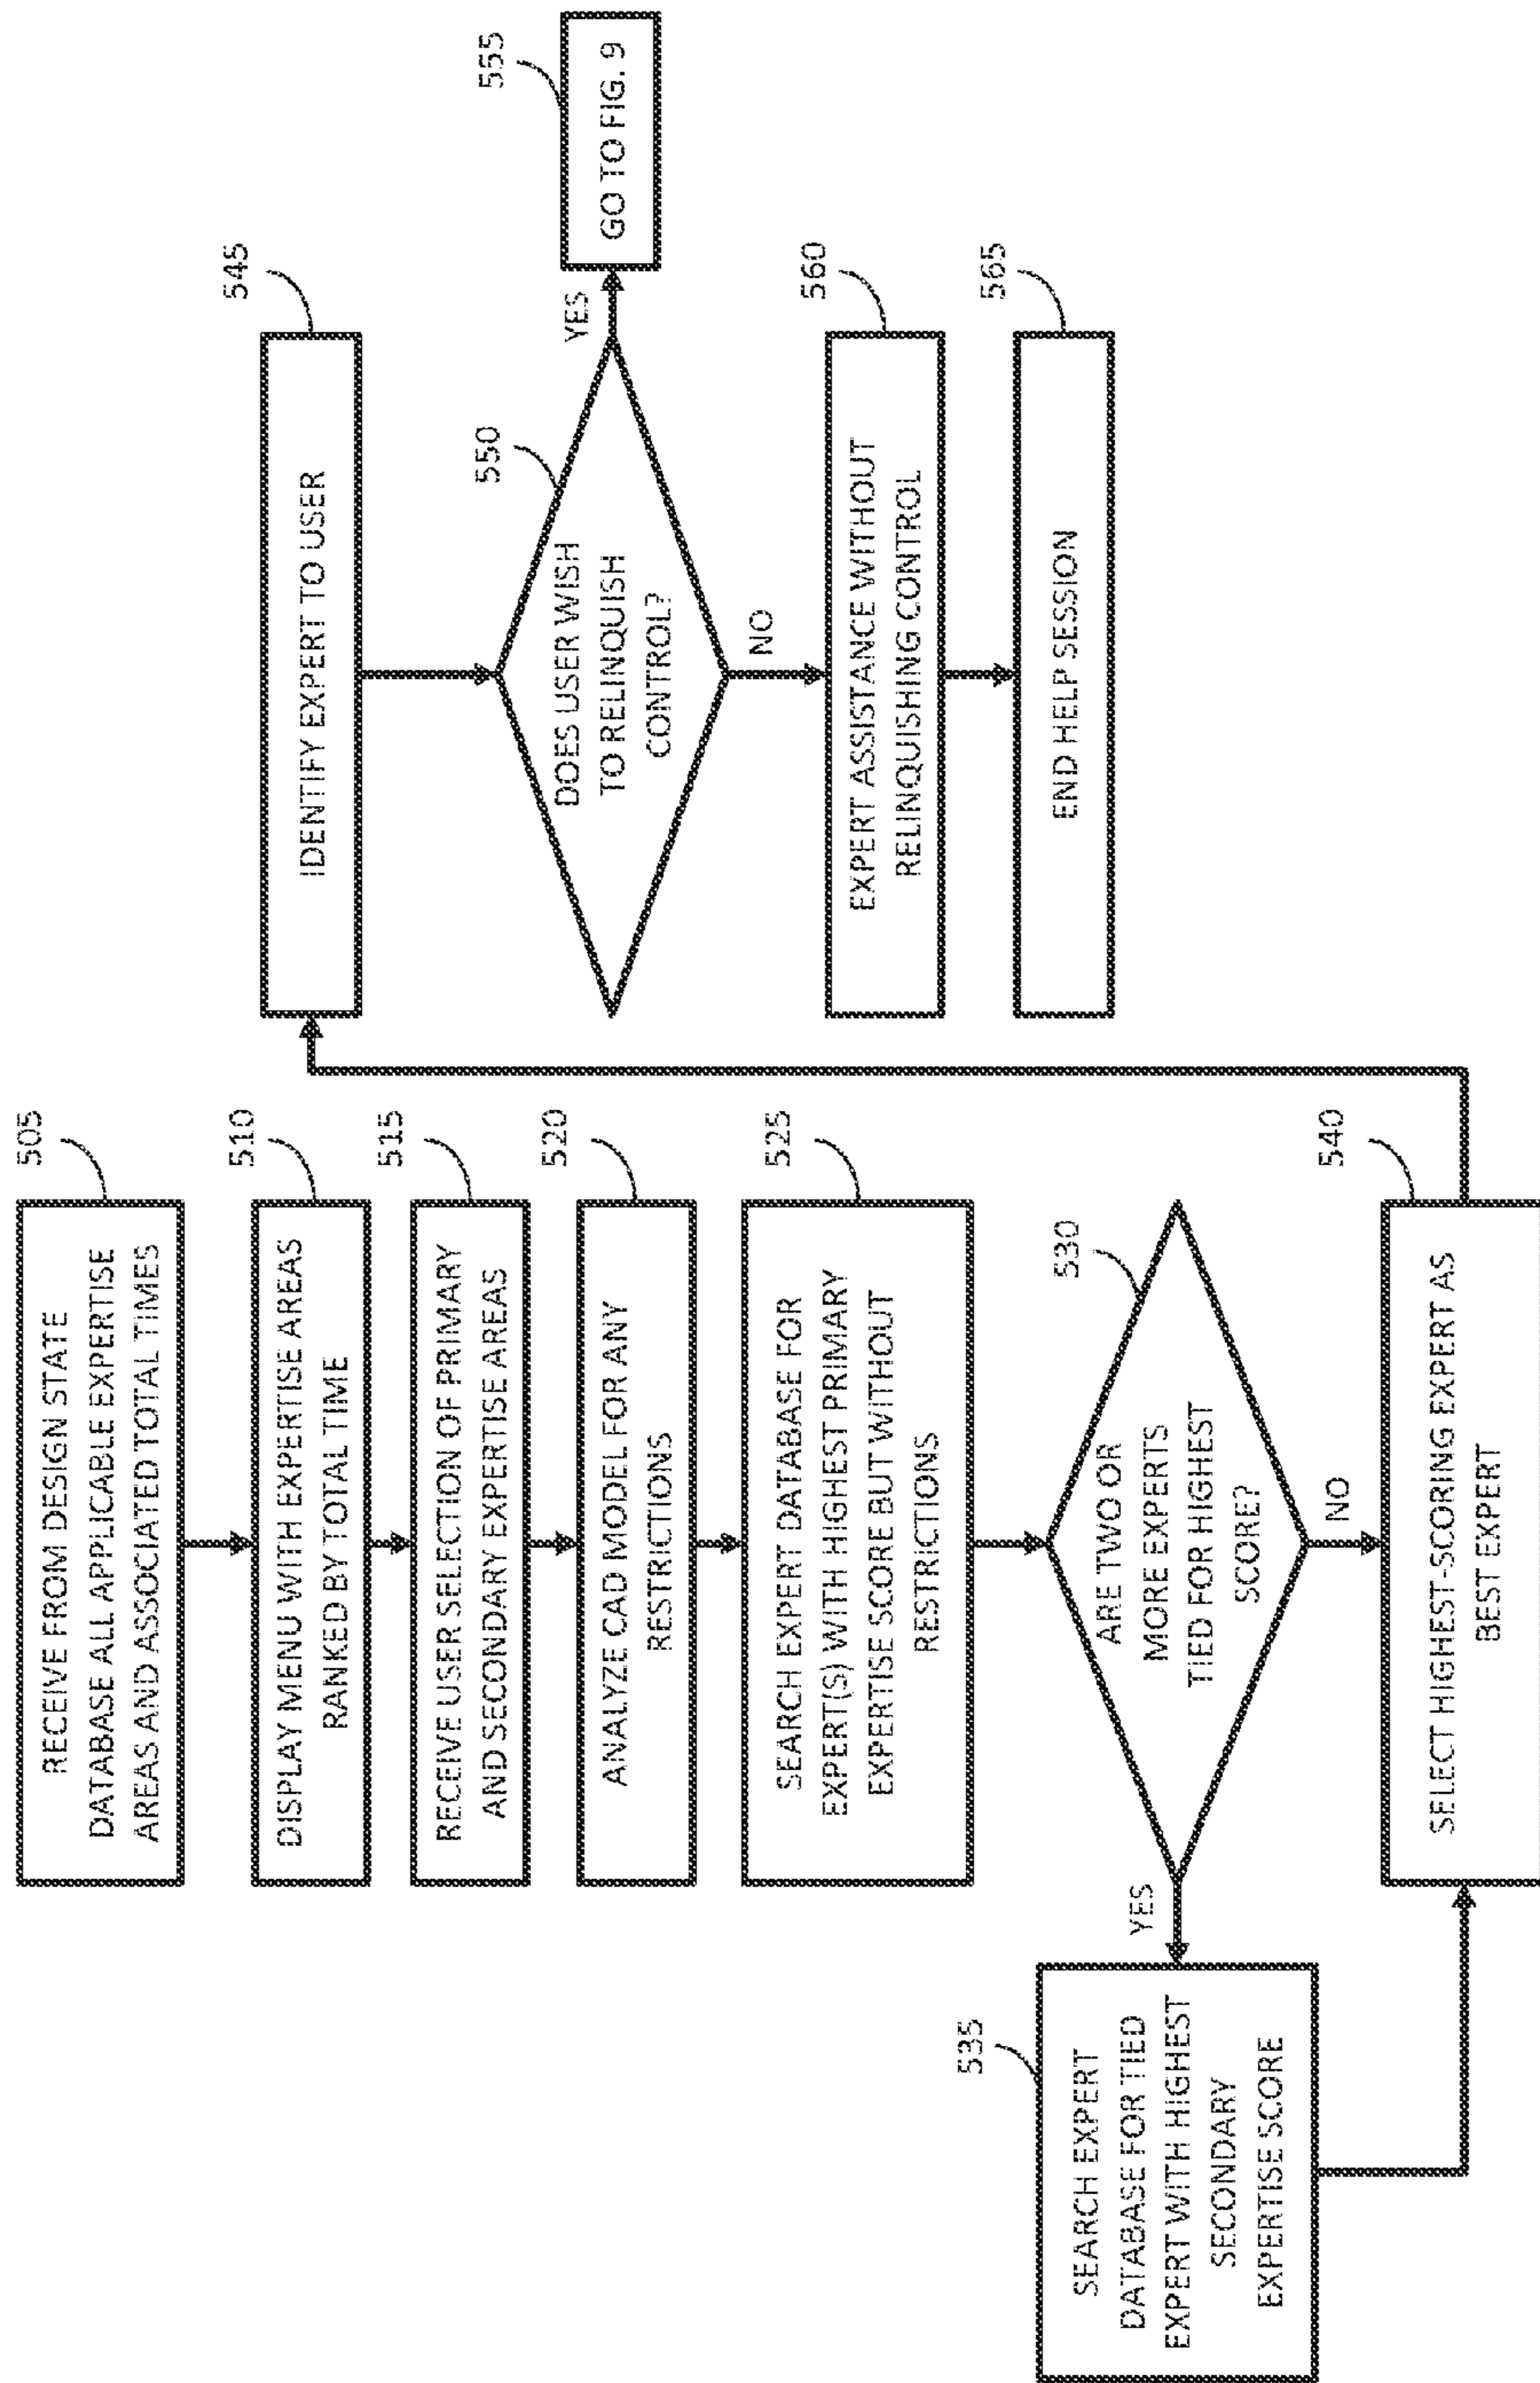 505
RECEIVE FROM DESIGN STATE
DATABASE ALL APPLICABLE EXPERTISE
AREAS AND ASSOCIATED TOTAL TIMES
510
DISPLAY MENU WITH EXPERTISE AREAS
RANKED BY TOTAL TIME
515
RECEIVE USER SELECTION OF PRIMARY
AND SECONDARY EXPERTISE AREAS
520
ANALYZE CAD MODEL FOR ANY
RESTRICTIONS
525
SEARCH EXPERT DATABASE FOR
EXPERT(S) WITH HIGHEST PRIMARY
EXPERTISE SCORE BUT WITHOUT
RESTRICTIONS
530
ARE TWO OR
MORE EXPERTS
TIED FOR HIGHEST
SCORE?
YES
NO
535
SEARCH EXPERT
DATABASE FOR TIED
EXPERT WITH HIGHEST
SECONDARY
EXPERTISE SCORE
540
SELECT HIGHEST-SCORING EXPERT AS
BEST EXPERT
545
IDENTIFY EXPERT TO USER
550
DOES USER WISH
TO RELINQUISH
CONTROL?
YES
NO
555
GO TO FIG. 9
560
EXPERT ASSISTANCE WITHOUT
RELINQUISHING CONTROL
565
END HELP SESSION